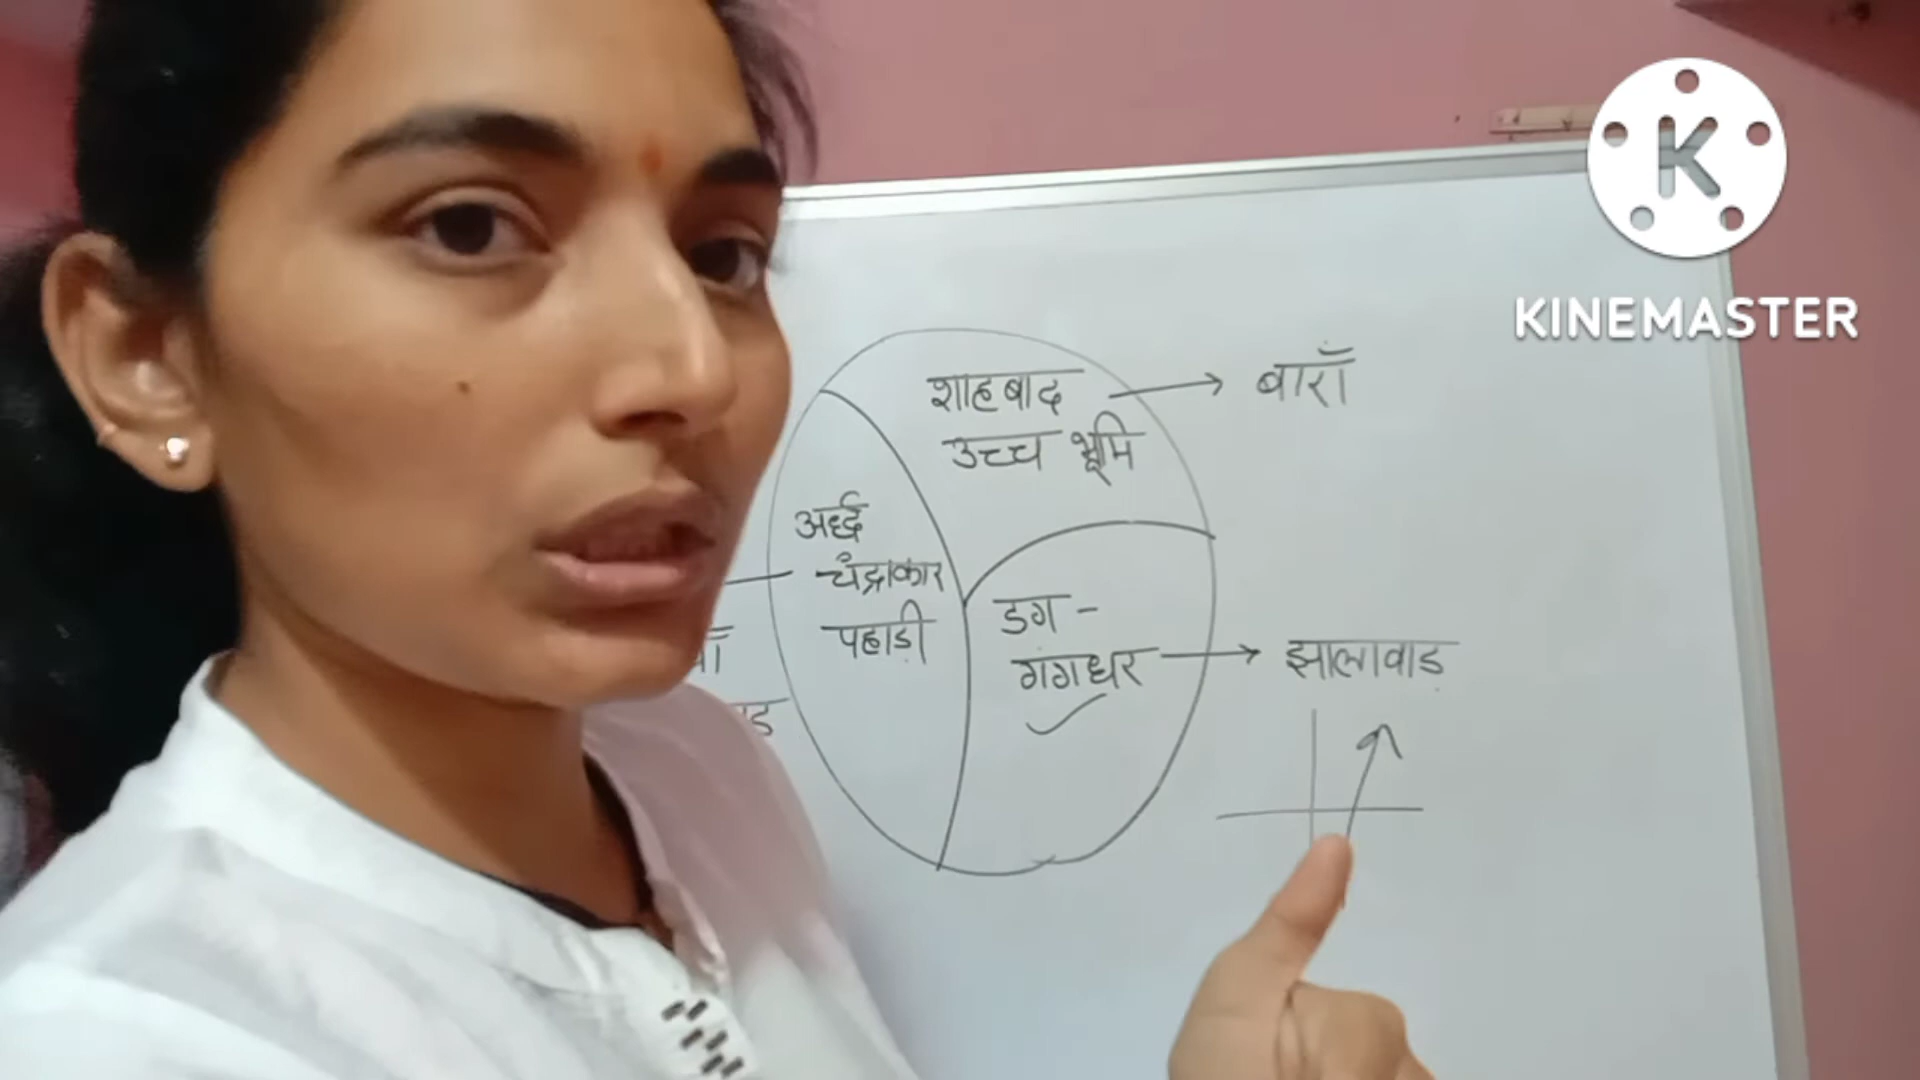 KINEMASTER
शाहबाद
उच्च भूमि
बाराँ
अर्द्ध
चंद्राकार
पहाडी़
डग -
गंगधर
झालावाड़